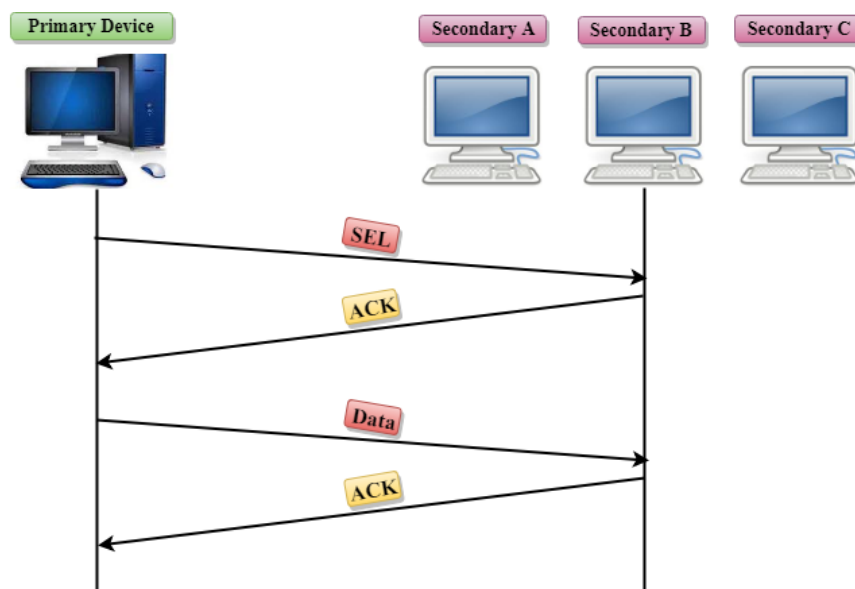 Primary Device
Secondary A
Secondary B
Secondary C
SEL
ACK
Data
ACK